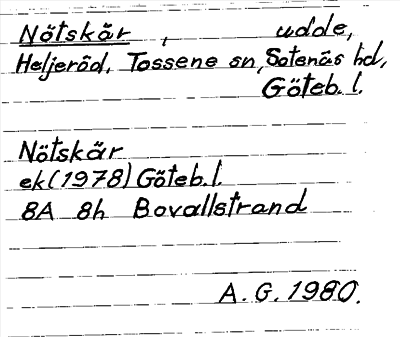 Nötskär , udde,
Heljeröd, Tossene sn, Sotenäs hd,
Göteb. l.
Nötskär
ek (1978) Göteb. l.
8A 8h Bovallstrand
A. G. 1980.